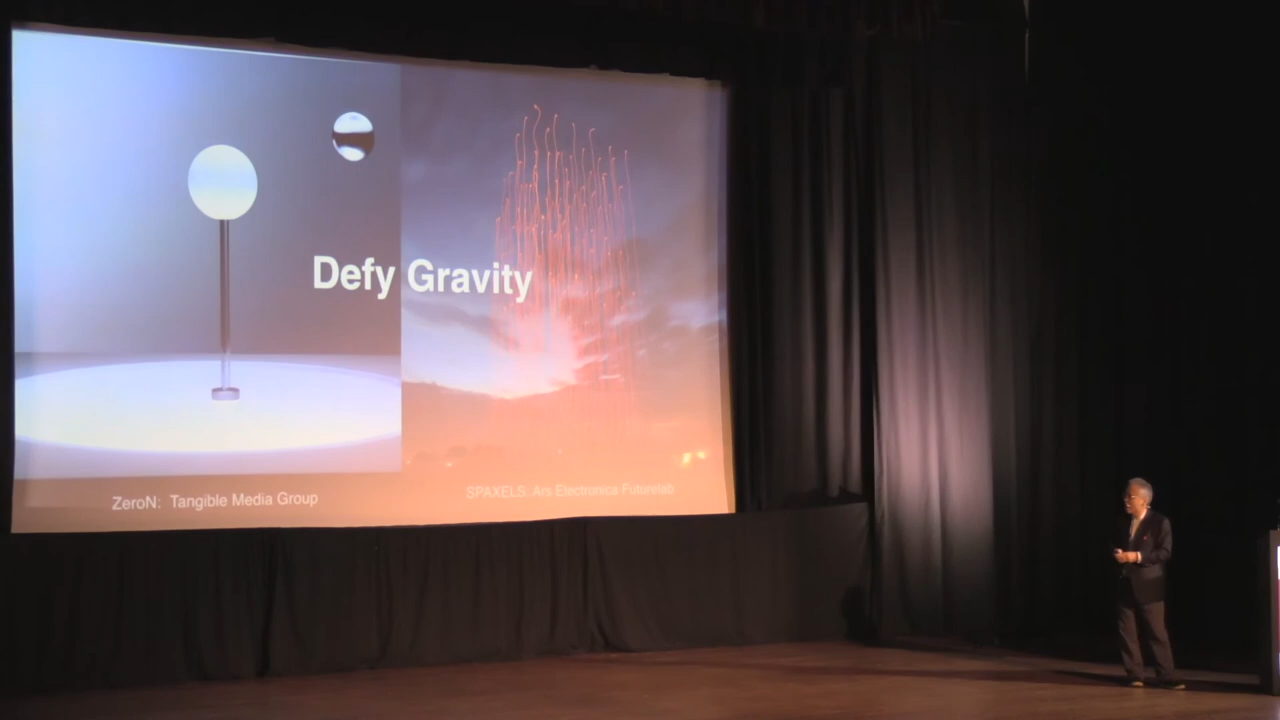 Defy Gravity
ZeroN: Tangible Media Group
SPAXELS: Ars Electronica Futurelab